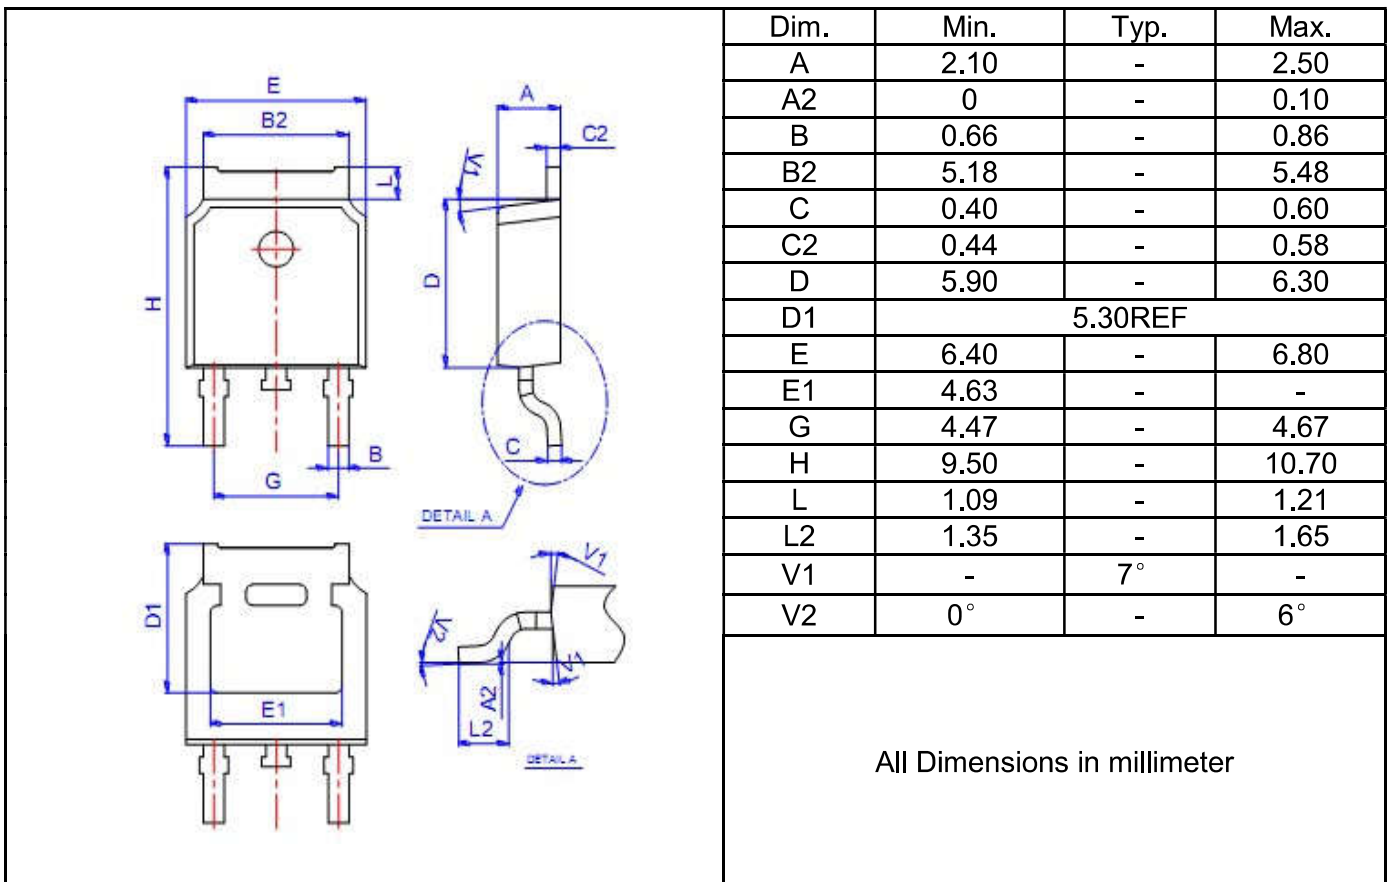 E
B2
L
H
B
G
A
C2
V1
D
C
DETAIL A
D1
E1
V1
V2
V1
A2
L2
DETAIL A
Dim. Min. Typ. Max.
A 2.10 - 2.50
A2 0 - 0.10
B 0.66 - 0.86
B2 5.18 - 5.48
C 0.40 - 0.60
C2 0.44 - 0.58
D 5.90 - 6.30
D1 5.30REF
E 6.40 - 6.80
E1 4.63 - -
G 4.47 - 4.67
H 9.50 - 10.70
L 1.09 - 1.21
L2 1.35 - 1.65
V1 - 7° -
V2 0° - 6°
All Dimensions in millimeter